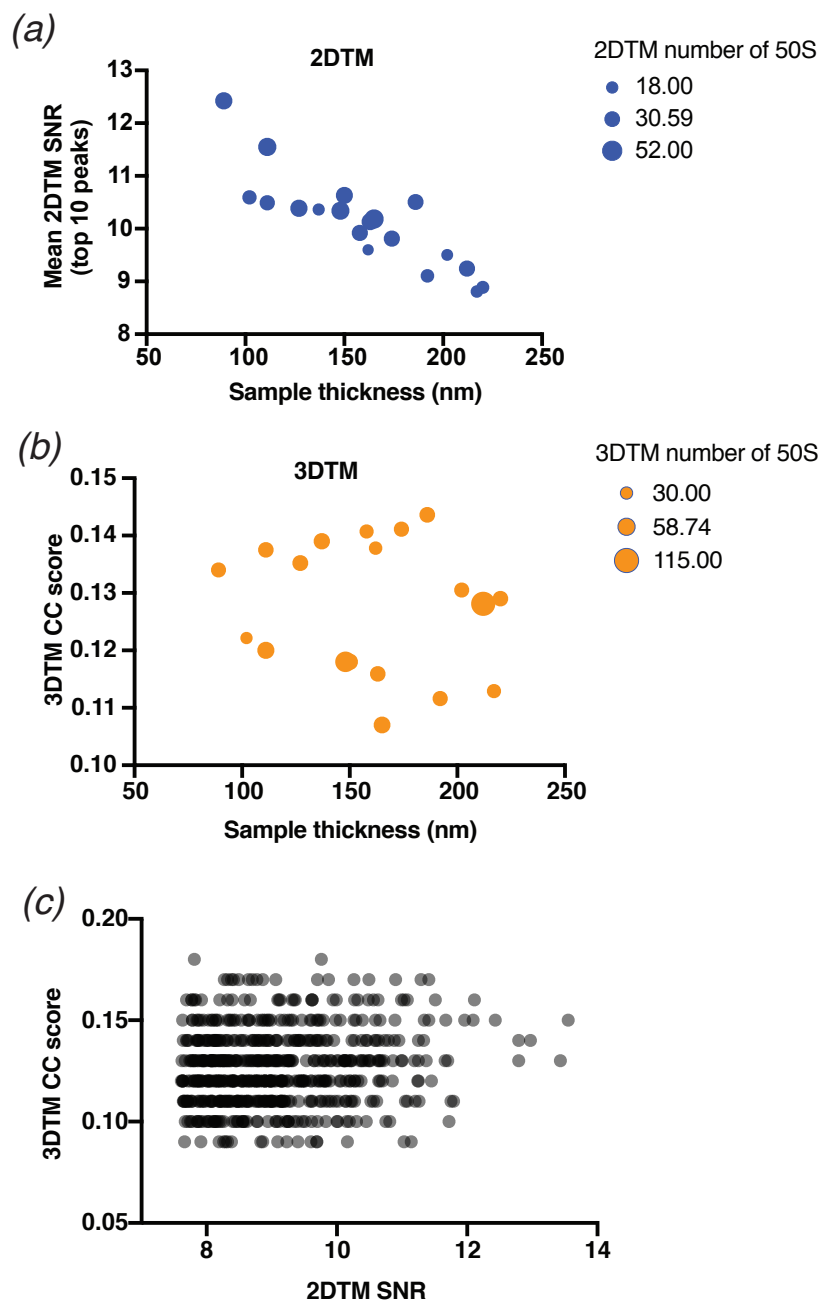 (a)
2DTM
2DTM number of 50S
18.00
30.59
52.00
Mean 2DTM SNR
(top 10 peaks)
13
12
11
10
9
8
50
100
150
200
250
Sample thickness (nm)
(b)
3DTM
3DTM number of 50S
30.00
58.74
115.00
3DTM CC score
0.15
0.14
0.13
0.12
0.11
0.10
50
100
150
200
250
Sample thickness (nm)
(c)
3DTM CC score
0.20
0.15
0.10
0.05
8
10
12
14
2DTM SNR